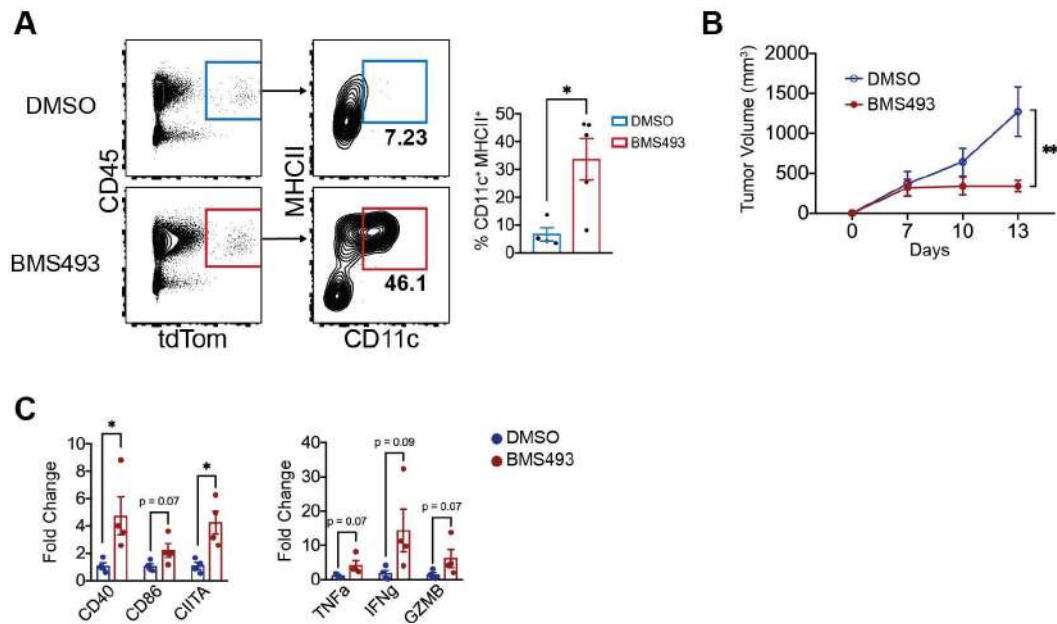 A
DMSO
BMS493
CD45
tdTom
MHCII
7.23
46.1
CD11c
% CD11c⁺ MHCII⁺
50
40
30
20
10
0
*
DMSO
BMS493
B
Tumor Volume (mm³)
2000
1500
1000
500
0
DMSO
BMS493
**
0 7 10 13
Days
C
Fold Change
10
8
6
4
2
0
*
p = 0.07
*
CD40 CD86 CIITA
Fold Change
40
30
20
10
0
p = 0.07
p = 0.09
p = 0.07
TNFa IFNg GZMB
DMSO
BMS493